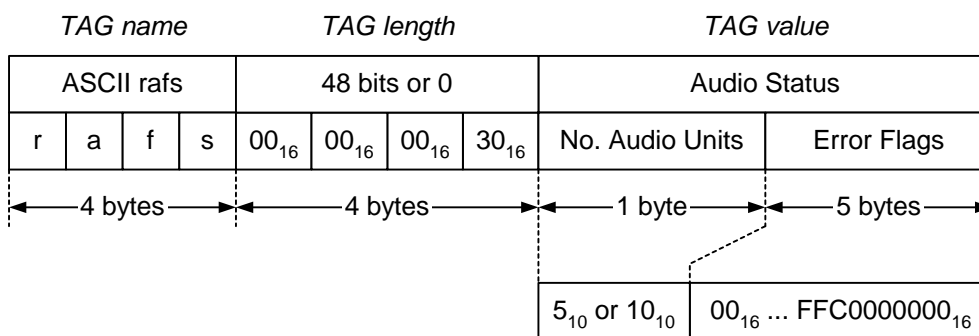 TAG name TAG length TAG value
ASCII rafs 48 bits or 0 Audio Status
r a f s 00₁₆ 00₁₆ 00₁₆ 30₁₆ No. Audio Units Error Flags
4 bytes 4 bytes 1 byte 5 bytes
5₁₀ or 10₁₀ 00₁₆ ... FFC0000000₁₆